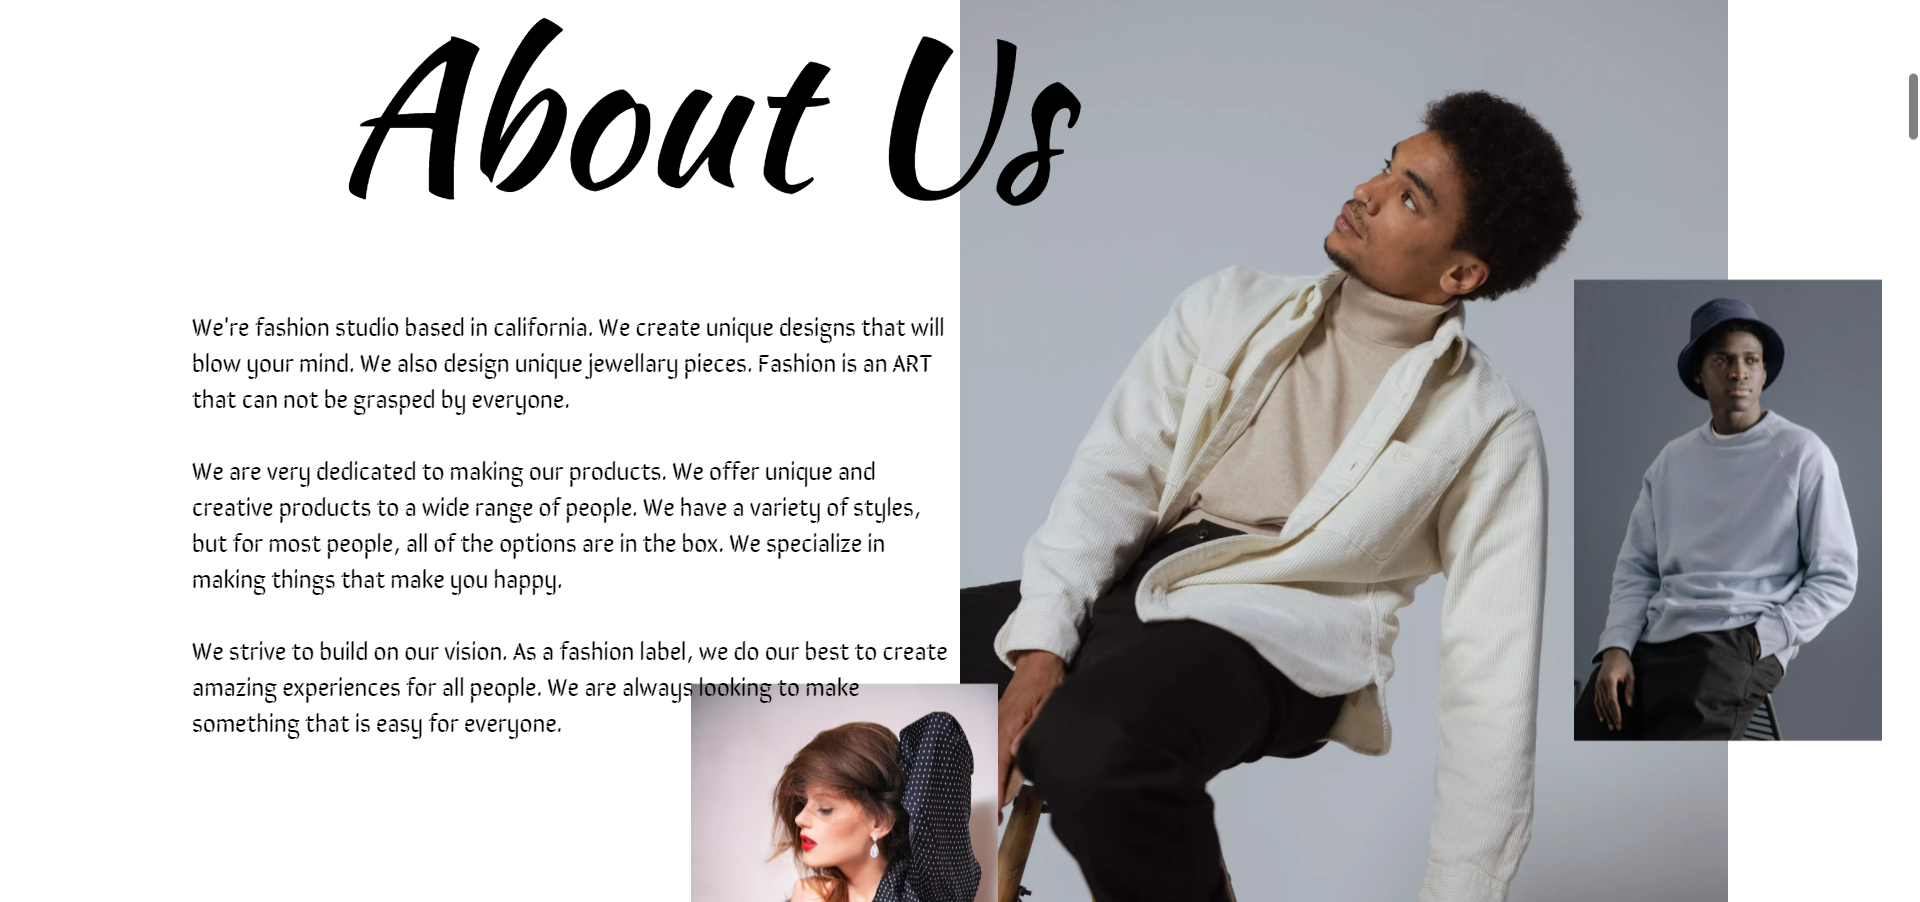 About Us
We're fashion studio based in california. We create unique designs that will
blow your mind. We also design unique jewellary pieces. Fashion is an ART
that can not be grasped by everyone.
We are very dedicated to making our products. We offer unique and
creative products to a wide range of people. We have a variety of styles,
but for most people, all of the options are in the box. We specialize in
making things that make you happy.
We strive to build on our vision. As a fashion label, we do our best to create
amazing experiences for all people. We are always looking to make
something that is easy for everyone.